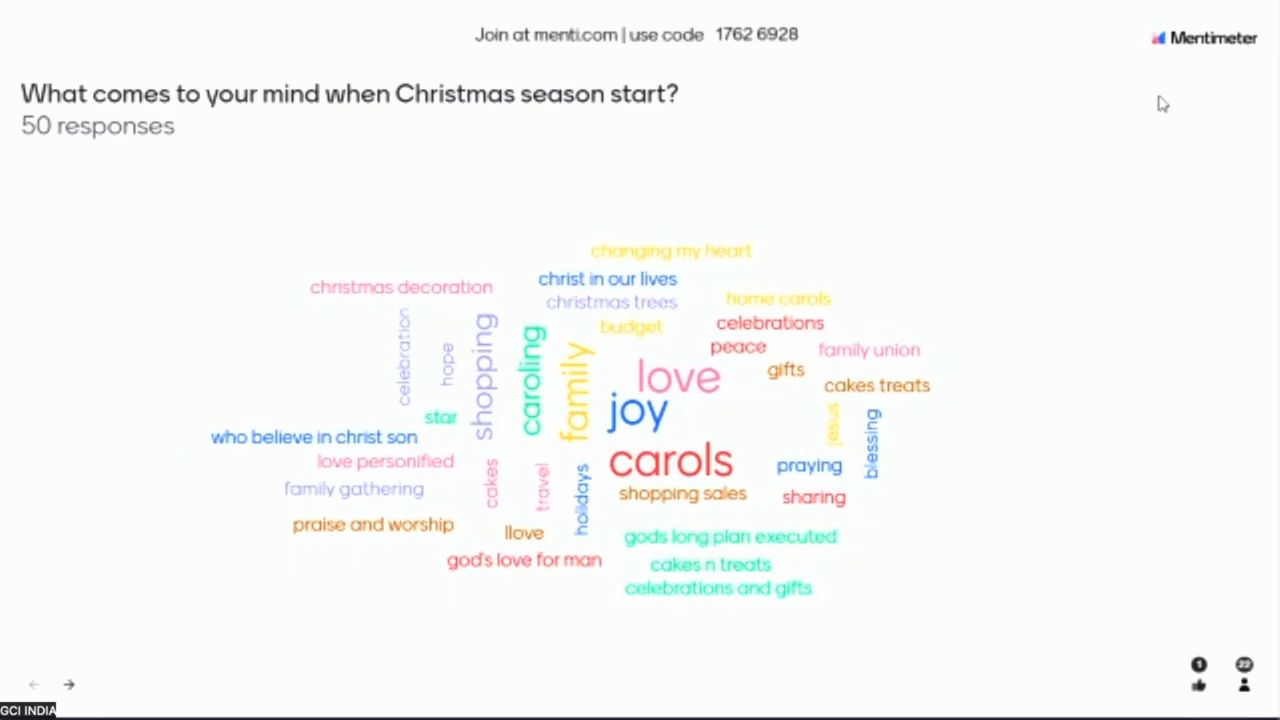 Join at menti.com | use code 1762 6928
Mentimeter
What comes to your mind when Christmas season start?
50 responses
changing my heart
christ in our lives
christmas decoration
christmas trees
home carols
budget
celebrations
peace
family union
gifts
cakes treats
celebration
hope
shopping
caroling
family
love
joy
star
jesus
blessing
who believe in christ son
love personified
carols
praying
family gathering
cakes
travel
holidays
shopping sales
sharing
praise and worship
llove
gods long plan executed
god's love for man
cakes n treats
celebrations and gifts
1
22
GCI INDIA